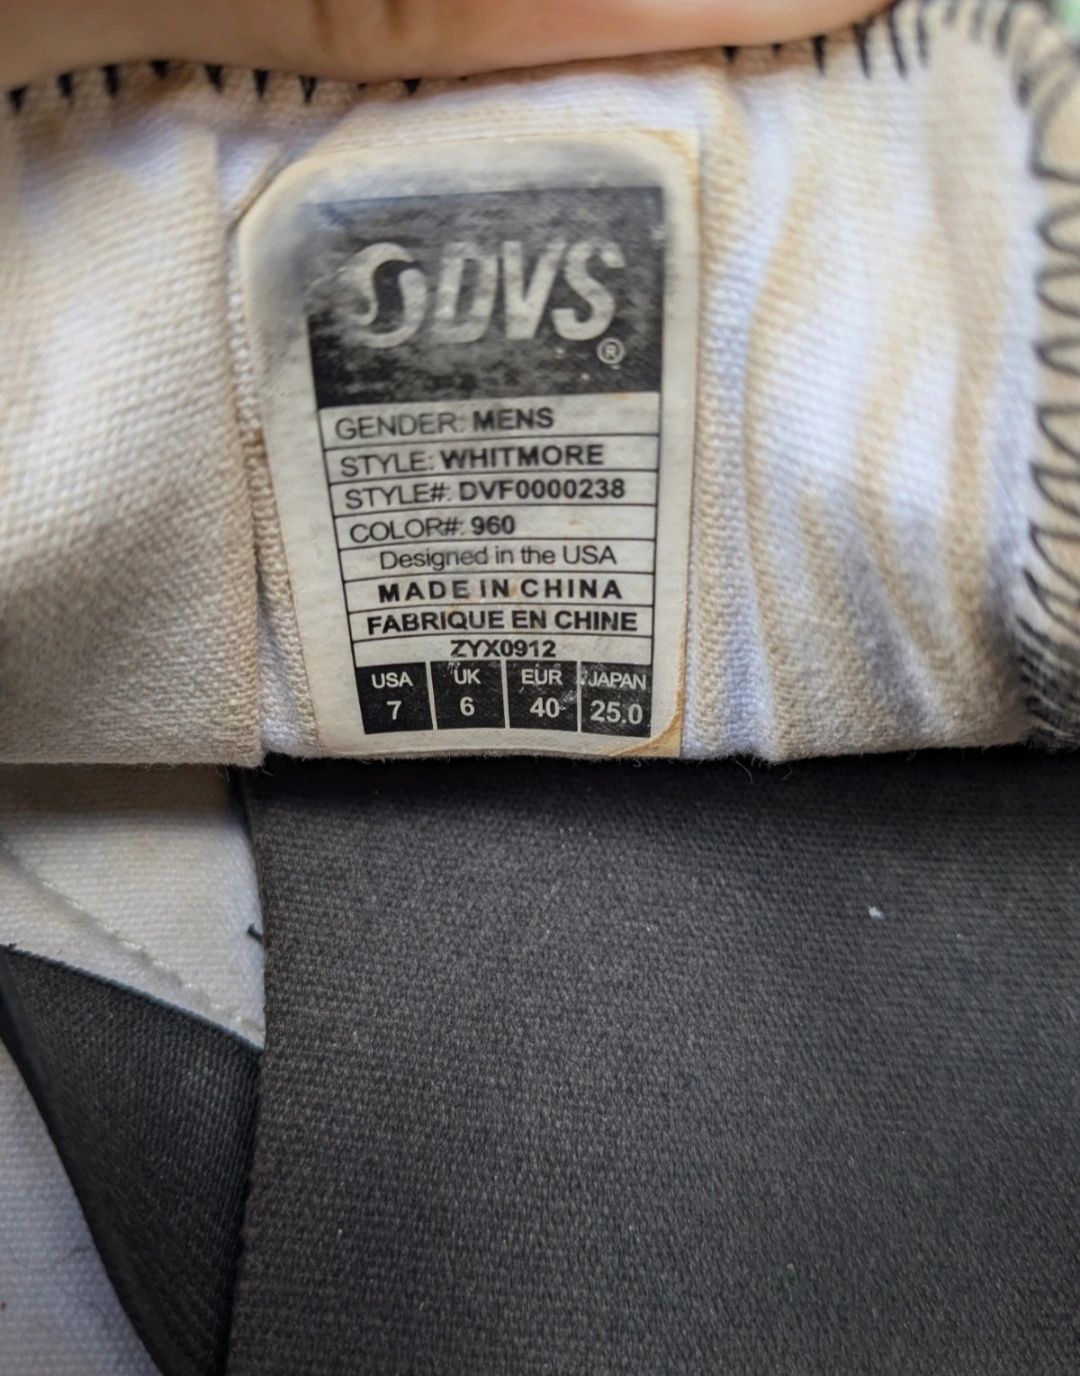 DVS®
GENDER: MENS
STYLE: WHITMORE
STYLE#: DVF0000238
COLOR#: 960
Designed in the USA
MADE IN CHINA
FABRIQUE EN CHINE
ZYX0912
USA UK EUR JAPAN
7 6 40 25.0